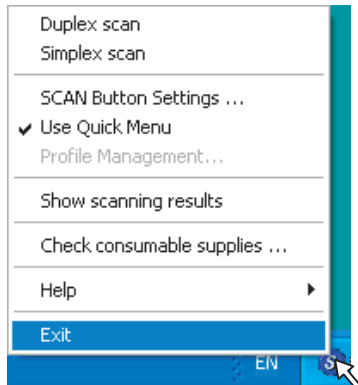 Duplex scan
Simplex scan
SCAN Button Settings ...
Use Quick Menu
Profile Management...
Show scanning results
Check consumable supplies ...
Help
Exit
EN
S